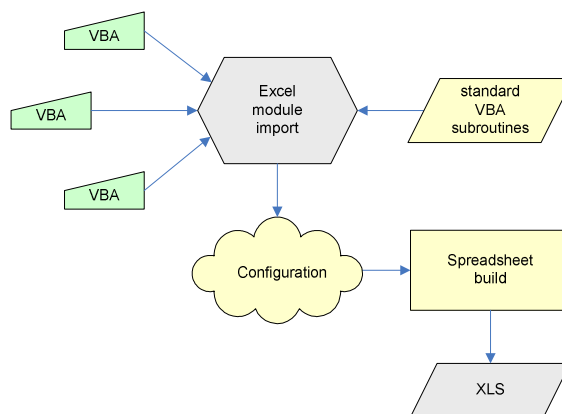 VBA
VBA
VBA
Excel
module
import
standard
VBA
subroutines
Configuration
Spreadsheet
build
XLS